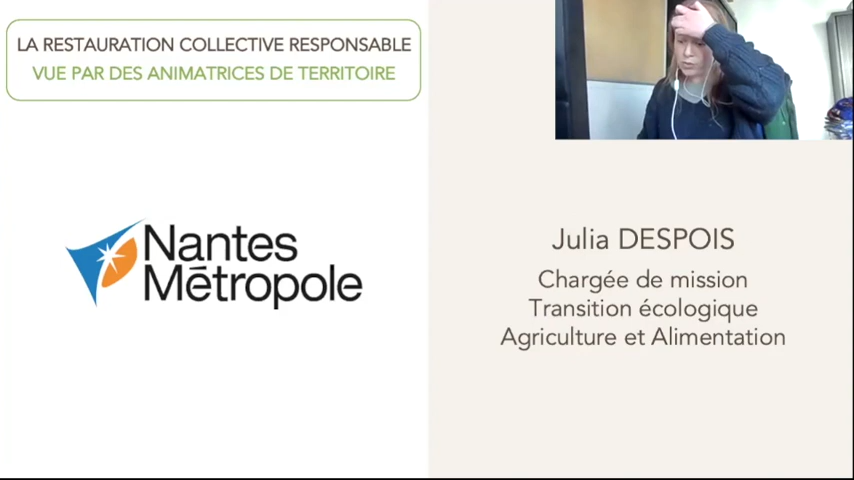 LA RESTAURATION COLLECTIVE RESPONSABLE
VUE PAR DES ANIMATRICES DE TERRITOIRE
Nantes
Métropole
Julia DESPOIS
Chargée de mission
Transition écologique
Agriculture et Alimentation